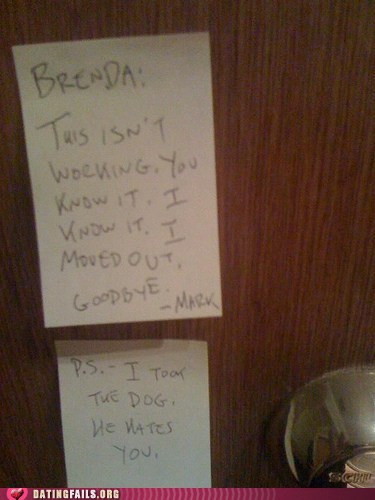 BRENDA:
THIS ISN'T
WORKING. YOU
KNOW IT. I
KNOW IT. I
MOVED OUT.
GOODBYE.
-MARK
P.S.- I TOOK
THE DOG.
HE HATES
YOU.
DATINGFAILS.ORG